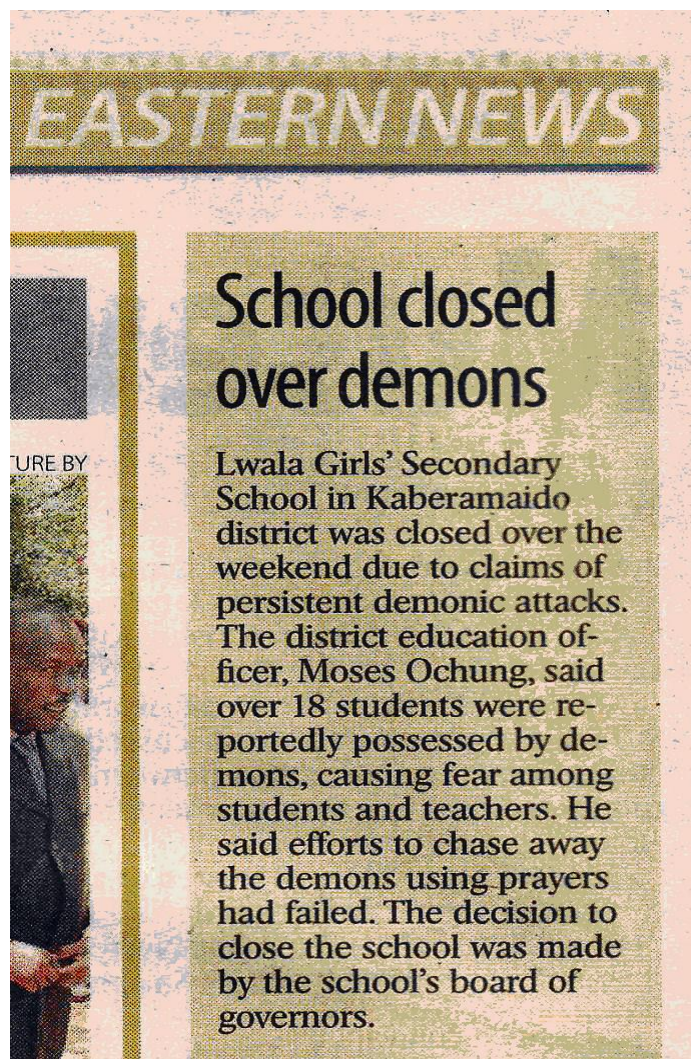 EASTERN NEWS
School closed
over demons
TURE BY
Lwala Girls' Secondary
School in Kaberamaido
district was closed over the
weekend due to claims of
persistent demonic attacks.
The district education of-
ficer, Moses Ochung, said
over 18 students were re-
portedly possessed by de-
mons, causing fear among
students and teachers. He
said efforts to chase away
the demons using prayers
had failed. The decision to
close the school was made
by the school's board of
governors.